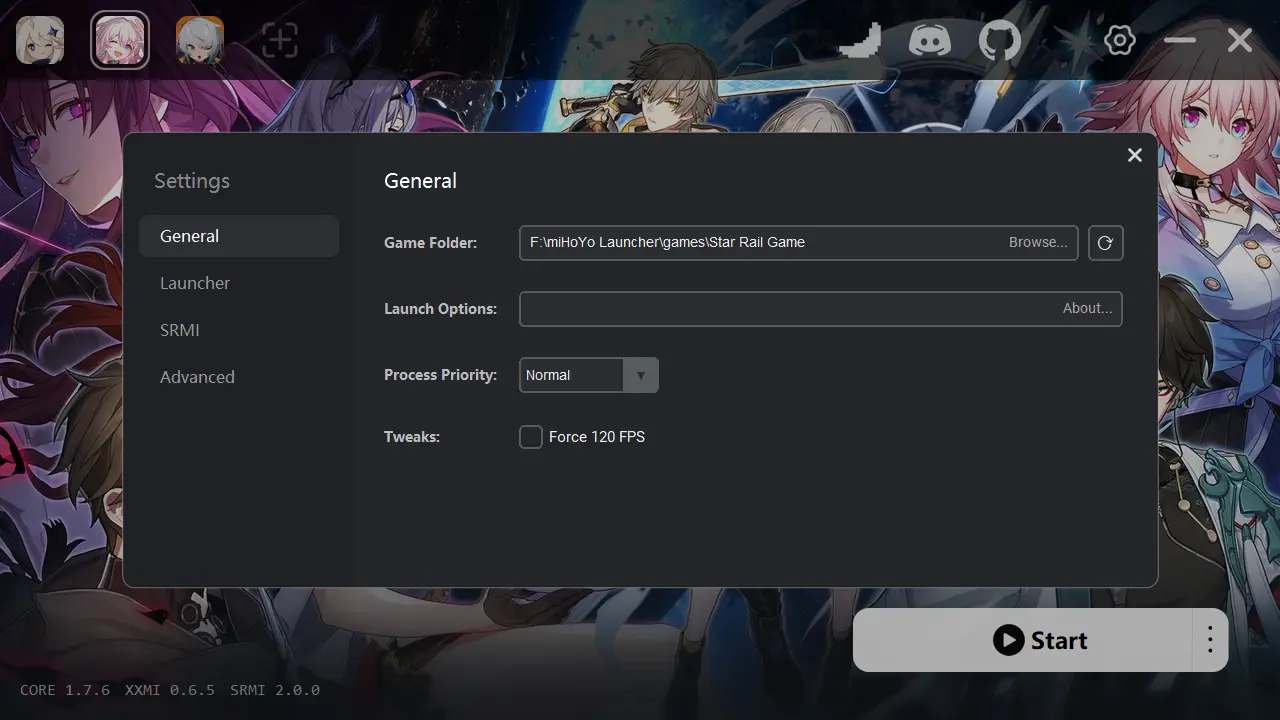 Settings
General
Launcher
SRMI
Advanced
General
Game Folder: F:\miHoYo Launcher\games\Star Rail Game Browse...
Launch Options: About...
Process Priority: Normal
Tweaks: Force 120 FPS
Start
CORE 1.7.6 XXMI 0.6.5 SRMI 2.0.0